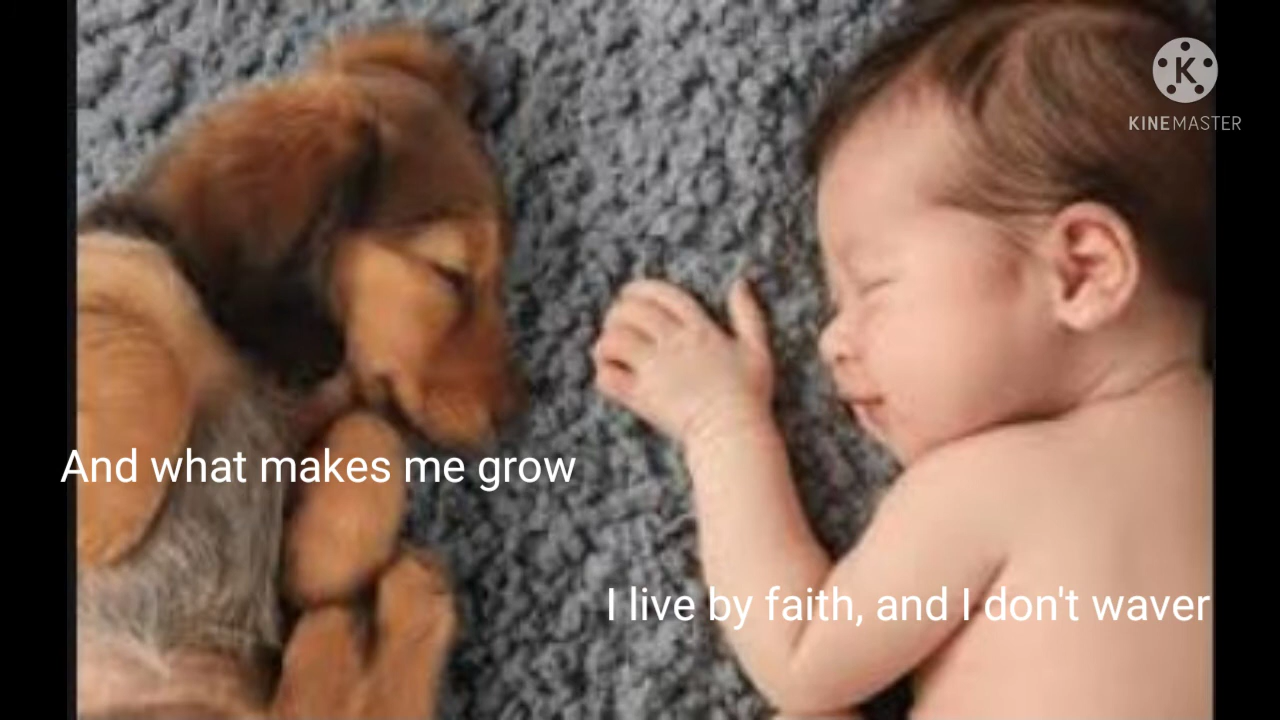 K
KINEMASTER
And what makes me grow
I live by faith, and I don't waver